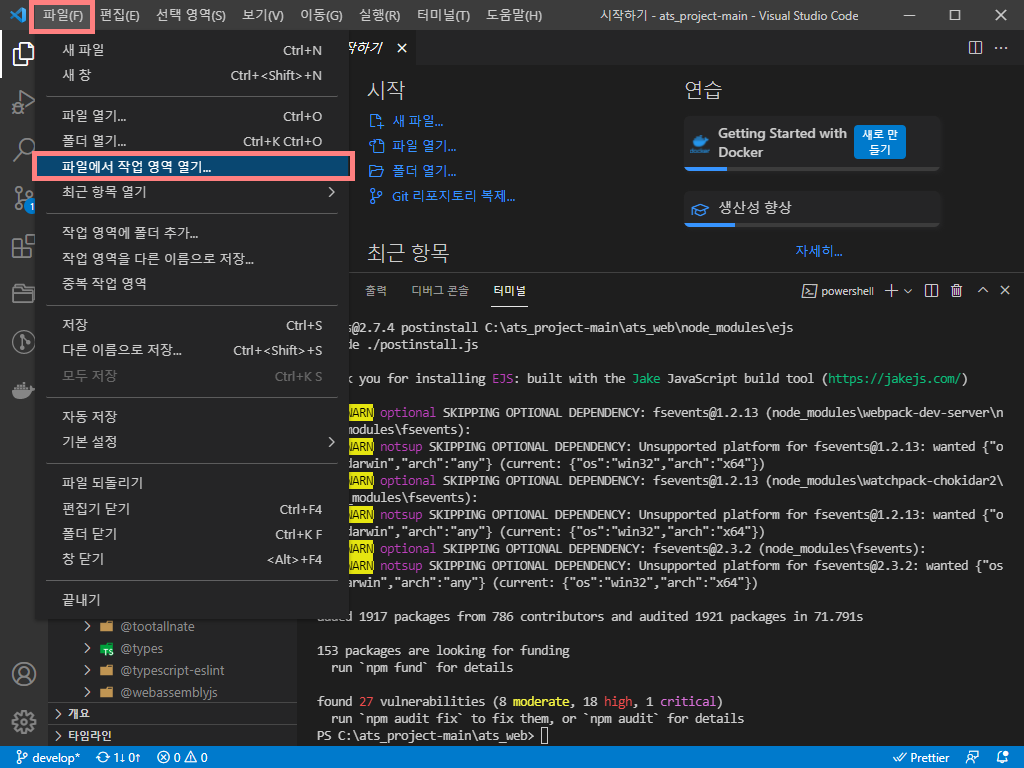 파일(F) 편집(E) 선택 영역(S) 보기(V) 이동(G) 실행(R) 터미널(T) 도움말(H) 시작하기 - ats_project-main - Visual Studio Code
새 파일 Ctrl+N
새 창 Ctrl+<Shift>+N
파일 열기... Ctrl+O
폴더 열기... Ctrl+K Ctrl+O
파일에서 작업 영역 열기...
최근 항목 열기
작업 영역에 폴더 추가...
작업 영역을 다른 이름으로 저장...
중복 작업 영역
저장 Ctrl+S
다른 이름으로 저장... Ctrl+<Shift>+S
모두 저장 Ctrl+K S
자동 저장
기본 설정
파일 되돌리기
편집기 닫기 Ctrl+F4
폴더 닫기 Ctrl+K F
창 닫기 <Alt>+F4
끝내기
@tootallnate
TS @types
@typescript-eslint
@webassemblyjs
개요
타임라인
1
작하기
시작
새 파일...
파일 열기...
폴더 열기...
Git 리포지토리 복제...
최근 항목
연습
docker
Getting Started with
Docker
새로 만
들기
생산성 향상
자세히...
출력 디버그 콘솔 터미널 powershell
s@2.7.4 postinstall C:\ats_project-main\ats_web\node_modules\ejs
de ./postinstall.js
k you for installing EJS: built with the Jake JavaScript build tool (https://jakejs.com/)
WARN optional SKIPPING OPTIONAL DEPENDENCY: fsevents@1.2.13 (node_modules\webpack-dev-server\n
modules\fsevents):
WARN notsup SKIPPING OPTIONAL DEPENDENCY: Unsupported platform for fsevents@1.2.13: wanted {"o
darwin","arch":"any"} (current: {"os":"win32","arch":"x64"})
WARN optional SKIPPING OPTIONAL DEPENDENCY: fsevents@1.2.13 (node_modules\watchpack-chokidar2\
_modules\fsevents):
WARN notsup SKIPPING OPTIONAL DEPENDENCY: Unsupported platform for fsevents@1.2.13: wanted {"o
darwin","arch":"any"} (current: {"os":"win32","arch":"x64"})
WARN optional SKIPPING OPTIONAL DEPENDENCY: fsevents@2.3.2 (node_modules\fsevents):
WARN notsup SKIPPING OPTIONAL DEPENDENCY: Unsupported platform for fsevents@2.3.2: wanted {"os
arwin","arch":"any"} (current: {"os":"win32","arch":"x64"})
added 1917 packages from 786 contributors and audited 1921 packages in 71.791s
153 packages are looking for funding
run `npm fund` for details
found 27 vulnerabilities (8 moderate, 18 high, 1 critical)
run `npm audit fix` to fix them, or `npm audit` for details
PS C:\ats_project-main\ats_web>
develop* 1↓ 0↑ 0 0 Prettier